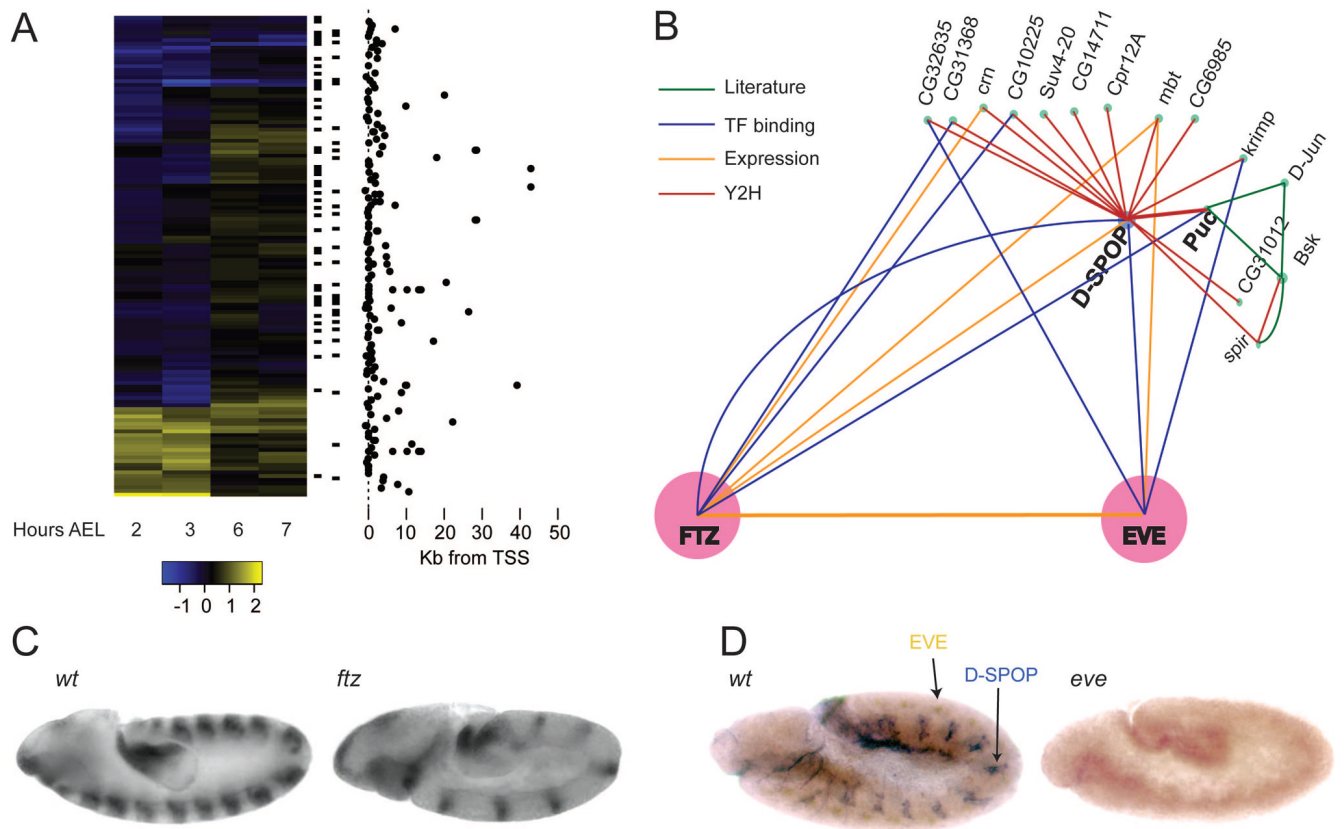 A
Hours AEL 2 3 6 7
-1 0 1 2
0 10 20 30 40 50
Kb from TSS
B
Literature
TF binding
Expression
Y2H
CG32635
CG31368
crn
CG10225
Suv4-20
CG14711
Cpr12A
mbt
CG6985
krimp
D-Jun
D-SPOP
Puc
CG31012
Bsk
spir
FTZ
EVE
C
wt
ftz
D
wt
EVE
D-SPOP
eve